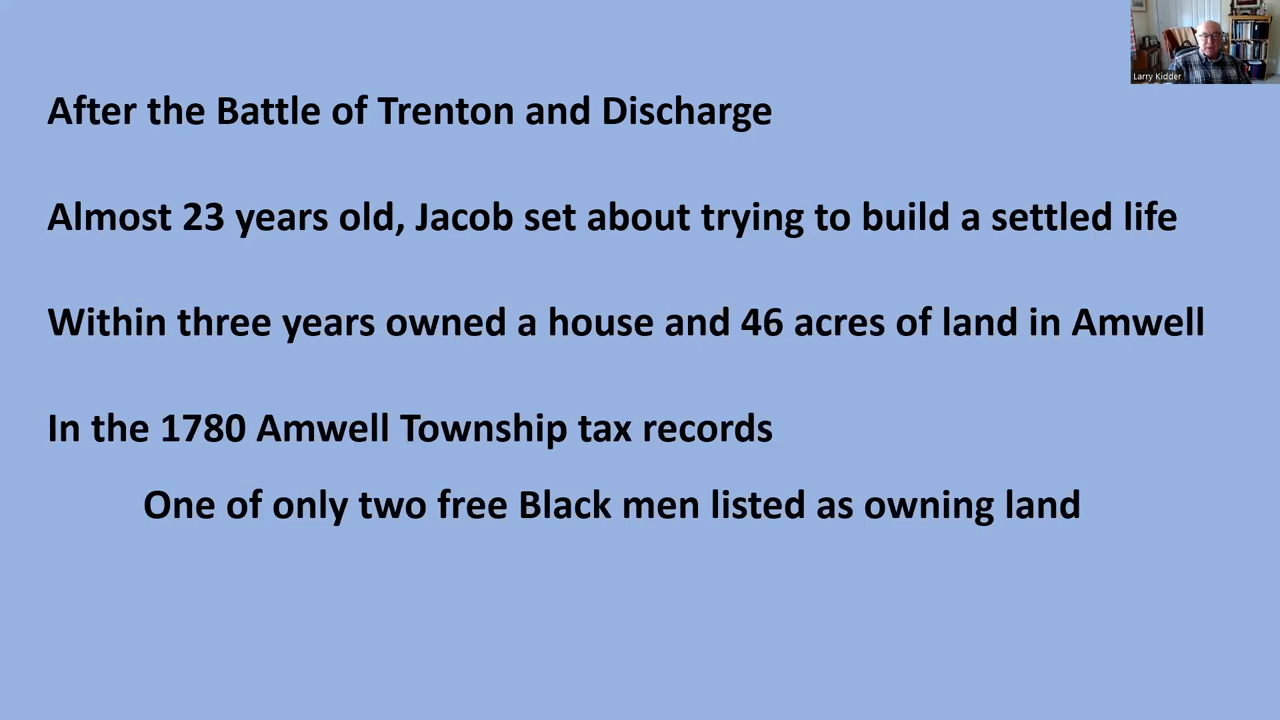 Larry Kidder
After the Battle of Trenton and Discharge
Almost 23 years old, Jacob set about trying to build a settled life
Within three years owned a house and 46 acres of land in Amwell
In the 1780 Amwell Township tax records
One of only two free Black men listed as owning land